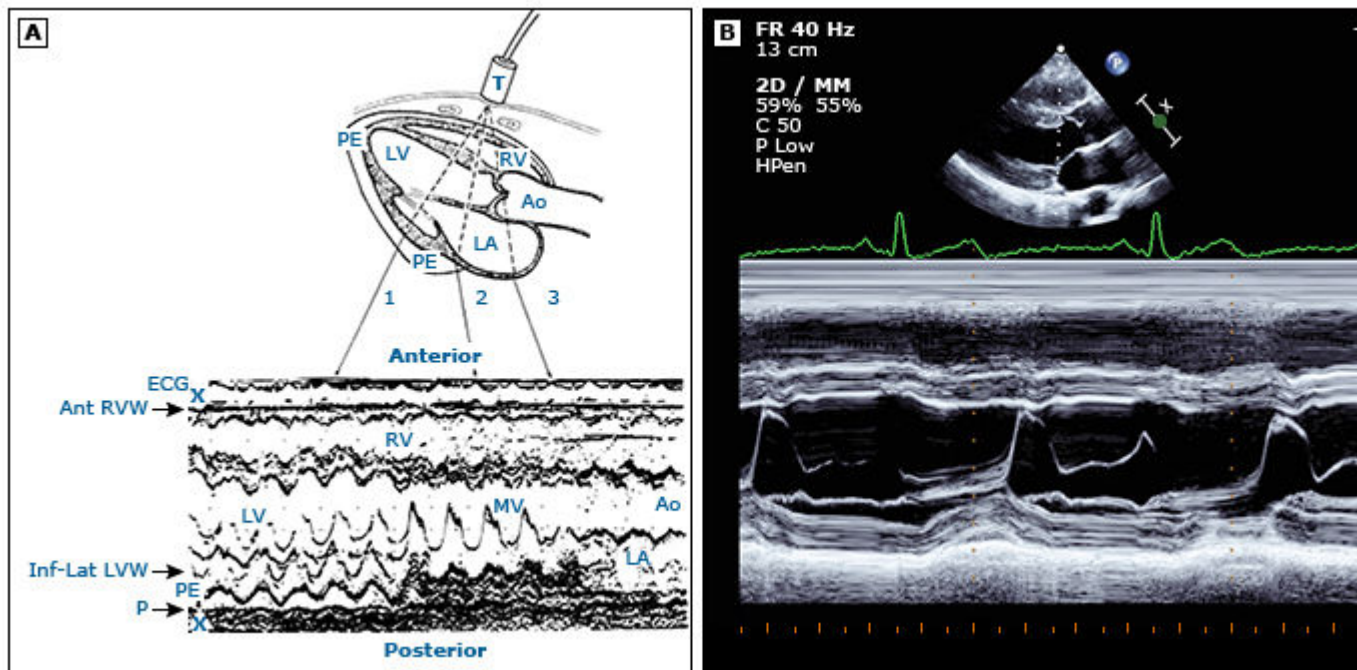 A
T
PE
LV
RV
Ao
LA
PE
1
2
3
Anterior
ECG
X
Ant RVW
RV
LV
MV
Ao
LA
Inf-Lat LVW
PE
P
X
Posterior
B
FR 40 Hz
13 cm
2D / MM
59% 55%
C 50
P Low
HPen
P
X